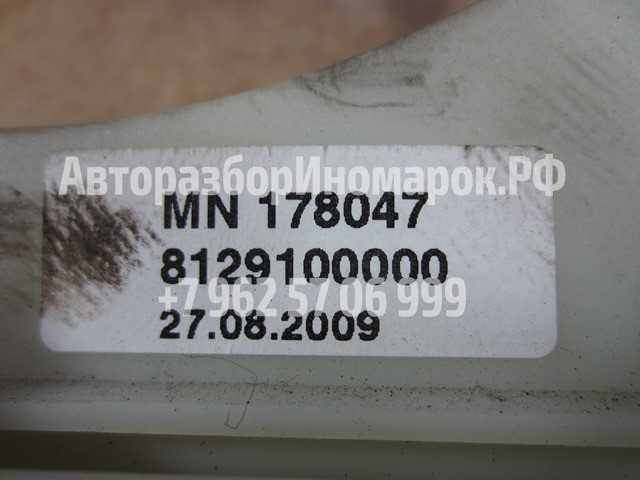 АвторазборИномарок.РФ
MN 178047
8129100000
+7 962 57 06 999
27.08.2009